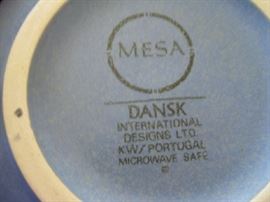 MESA
DANSK
INTERNATIONAL
DESIGNS LTD.
KW/PORTUGAL
MICROWAVE SAFE